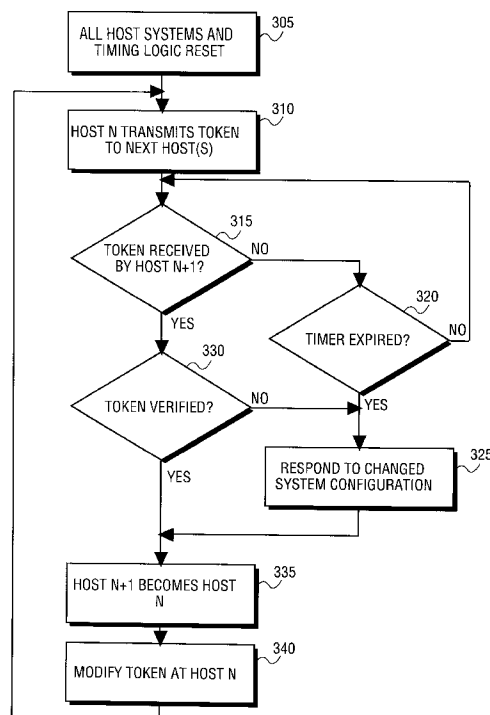 305
ALL HOST SYSTEMS AND
TIMING LOGIC RESET
310
HOST N TRANSMITS TOKEN
TO NEXT HOST(S)
315
TOKEN RECEIVED
BY HOST N+1?
NO
320
TIMER EXPIRED?
NO
YES
YES
330
TOKEN VERIFIED?
NO
YES
325
RESPOND TO CHANGED
SYSTEM CONFIGURATION
335
HOST N+1 BECOMES HOST
N
340
MODIFY TOKEN AT HOST N